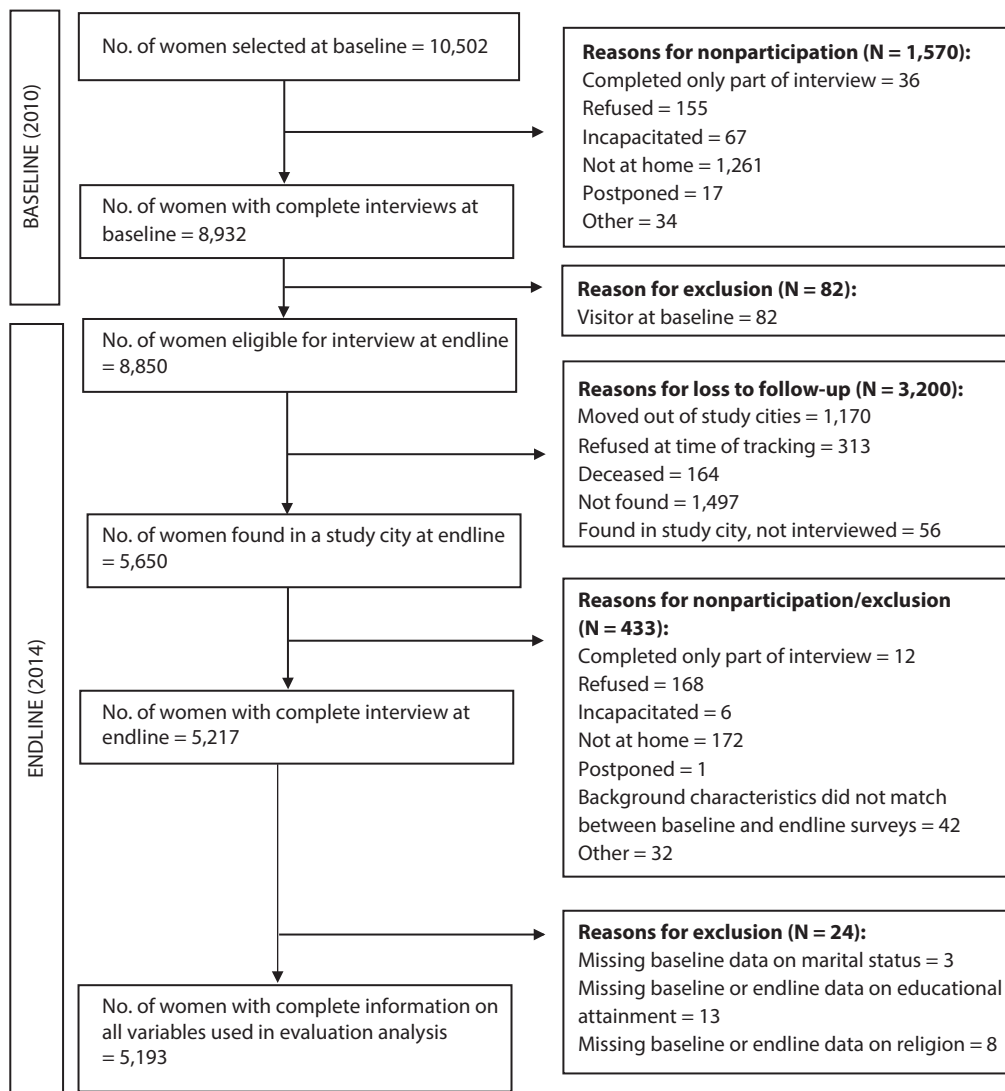 BASELINE (2010)
No. of women selected at baseline = 10,502
Reasons for nonparticipation (N = 1,570):
Completed only part of interview = 36
Refused = 155
Incapacitated = 67
Not at home = 1,261
Postponed = 17
Other = 34
No. of women with complete interviews at
baseline = 8,932
Reason for exclusion (N = 82):
Visitor at baseline = 82
ENDLINE (2014)
No. of women eligible for interview at endline
= 8,850
Reasons for loss to follow-up (N = 3,200):
Moved out of study cities = 1,170
Refused at time of tracking = 313
Deceased = 164
Not found = 1,497
Found in study city, not interviewed = 56
No. of women found in a study city at endline
= 5,650
Reasons for nonparticipation/exclusion
(N = 433):
Completed only part of interview = 12
Refused = 168
Incapacitated = 6
Not at home = 172
Postponed = 1
Background characteristics did not match
between baseline and endline surveys = 42
Other = 32
No. of women with complete interview at
endline = 5,217
Reasons for exclusion (N = 24):
Missing baseline data on marital status = 3
Missing baseline or endline data on educational
attainment = 13
Missing baseline or endline data on religion = 8
No. of women with complete information on
all variables used in evaluation analysis
= 5,193